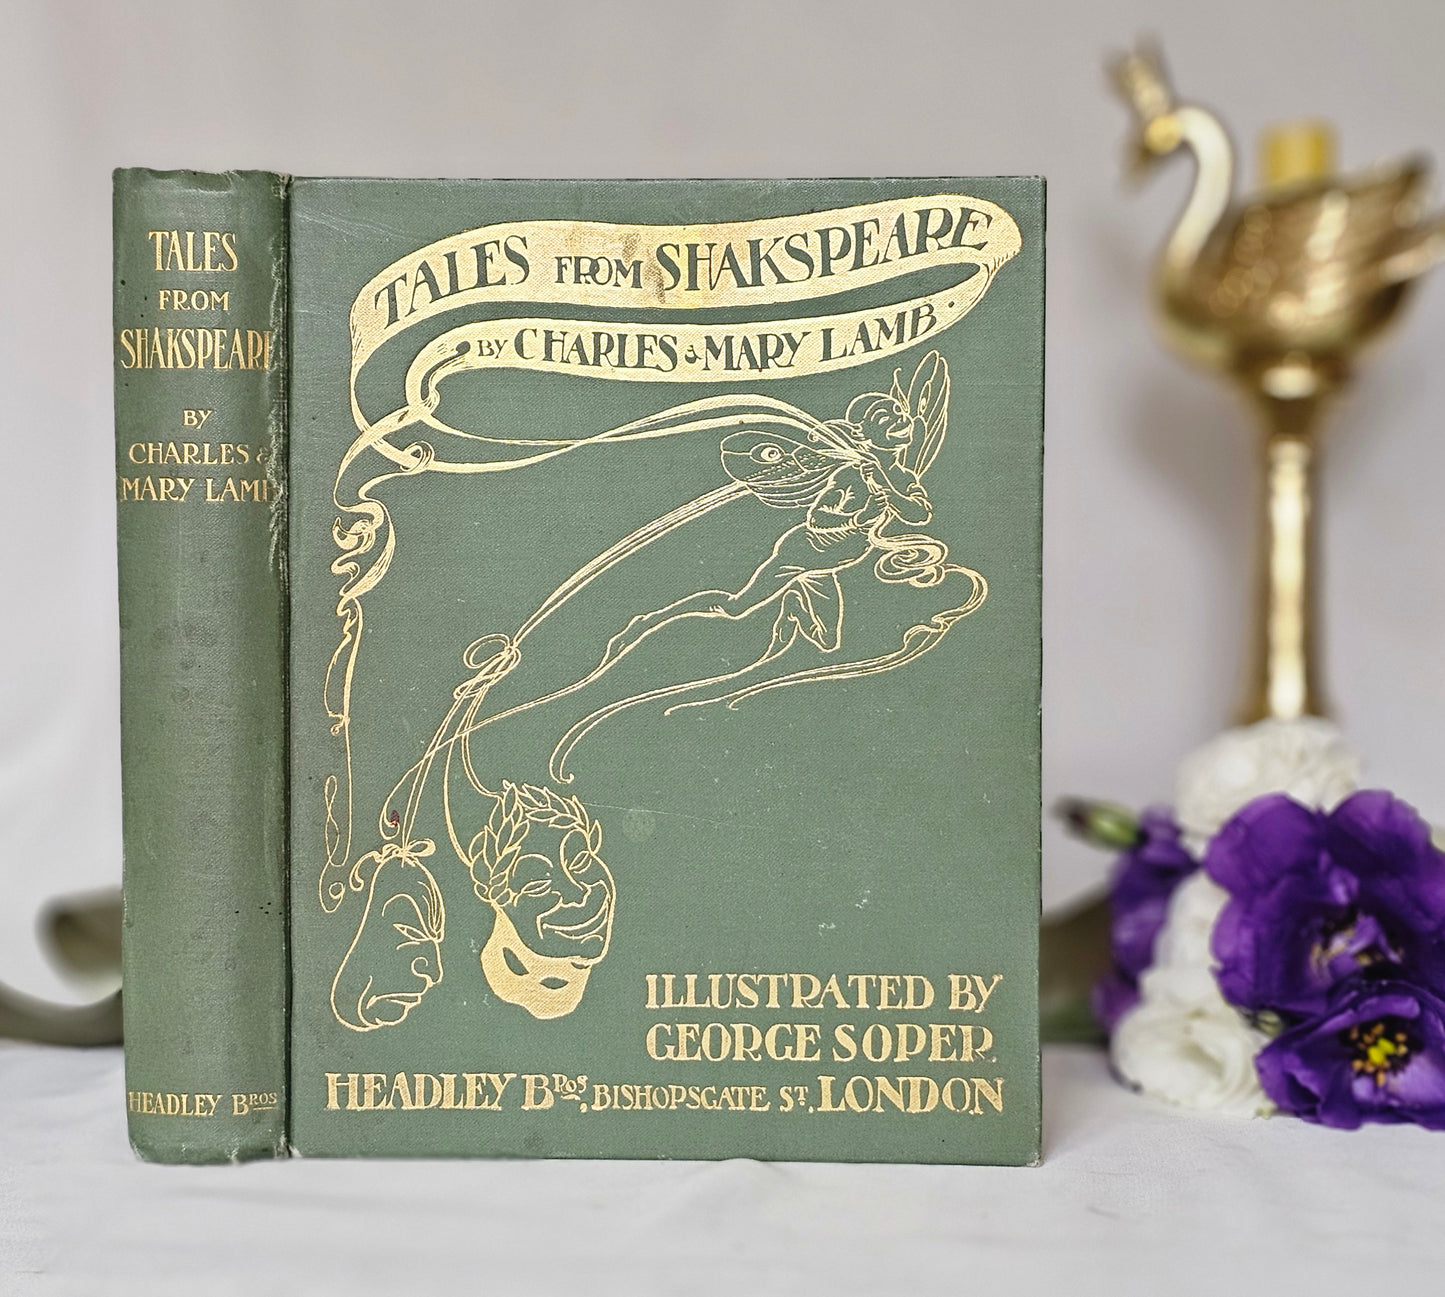 TALES
FROM
SHAKSPEARE
BY
CHARLES &
MARY LAMB
HEADLEY BROS
TALES FROM SHAKSPEARE
BY CHARLES & MARY LAMB.
ILLUSTRATED BY
GEORGE SOPER.
HEADLEY BROS, BISHOPSGATE ST. LONDON